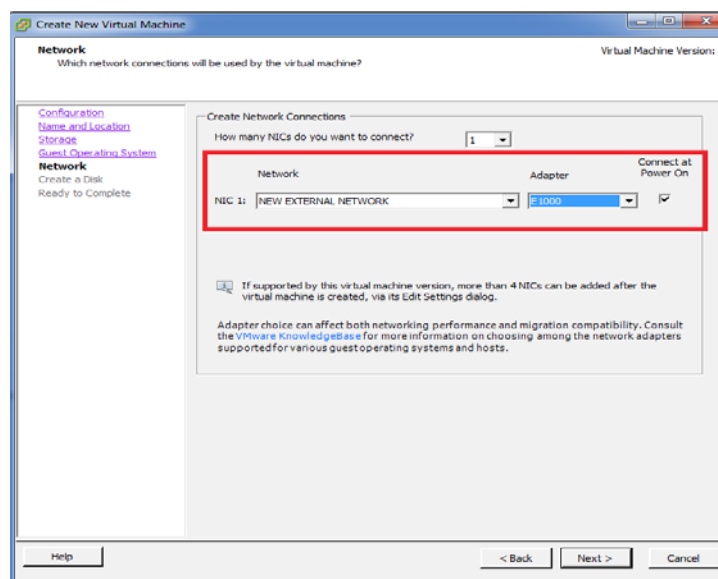 Create New Virtual Machine
Network
Which network connections will be used by the virtual machine?
Virtual Machine Version:
Configuration
Name and Location
Storage
Guest Operating System
Network
Create a Disk
Ready to Complete
Create Network Connections
How many NICs do you want to connect?
1
Network
Adapter
Connect at
Power On
NIC 1:
NEW EXTERNAL NETWORK
E1000
If supported by this virtual machine version, more than 4 NICs can be added after the
virtual machine is created, via its Edit Settings dialog.
Adapter choice can affect both networking performance and migration compatibility. Consult
the VMware KnowledgeBase for more information on choosing among the network adapters
supported for various guest operating systems and hosts.
Help
< Back
Next >
Cancel